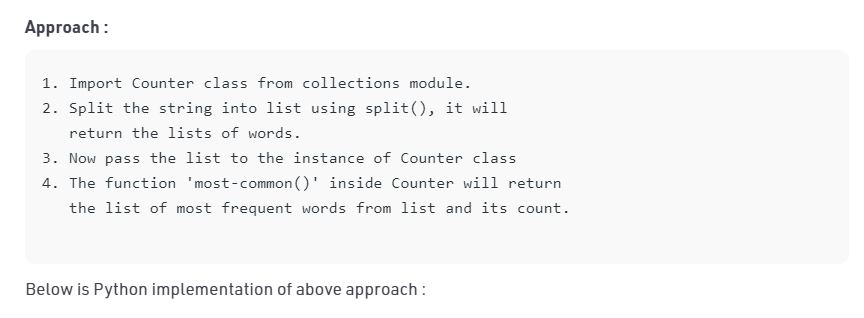 Approach :
1. Import Counter class from collections module.
2. Split the string into list using split(), it will
return the lists of words.
3. Now pass the list to the instance of Counter class
4. The function 'most-common()' inside Counter will return
the list of most frequent words from list and its count.
Below is Python implementation of above approach :